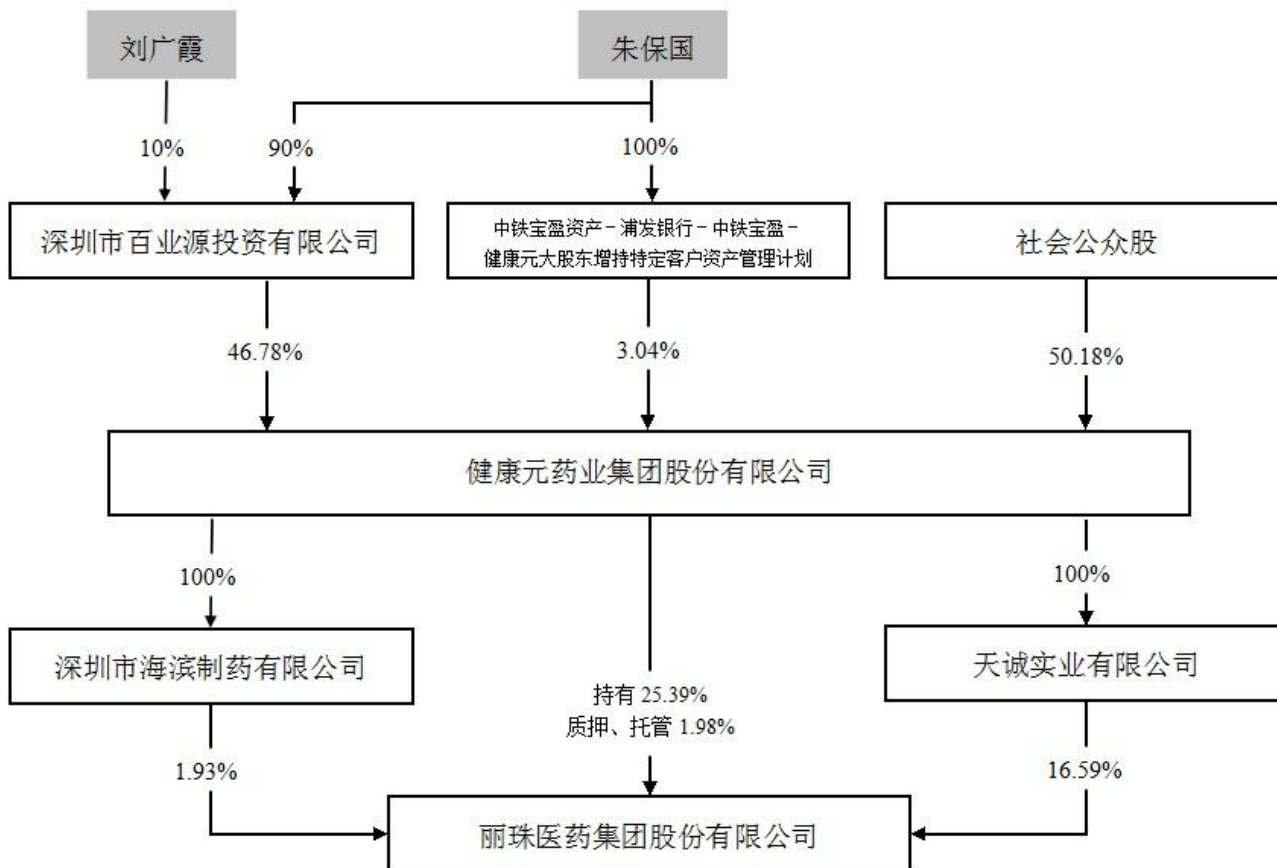 刘广霞
朱保国
10%
90%
100%
深圳市百业源投资有限公司
中铁宝盈资产-浦发银行-中铁宝盈-
健康元大股东增持特定客户资产管理计划
社会公众股
46.78%
3.04%
50.18%
健康元药业集团股份有限公司
100%
100%
深圳市海滨制药有限公司
天诚实业有限公司
持有 25.39%
质押、托管 1.98%
1.93%
16.59%
丽珠医药集团股份有限公司